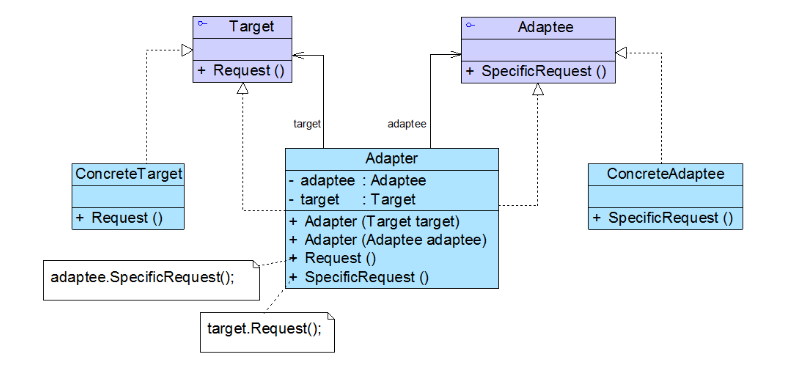 Target
+ Request ()
Adaptee
+ SpecificRequest ()
target
adaptee
ConcreteTarget
+ Request ()
Adapter
- adaptee : Adaptee
- target : Target
+ Adapter (Target target)
+ Adapter (Adaptee adaptee)
+ Request ()
+ SpecificRequest ()
ConcreteAdaptee
+ SpecificRequest ()
adaptee.SpecificRequest();
target.Request();